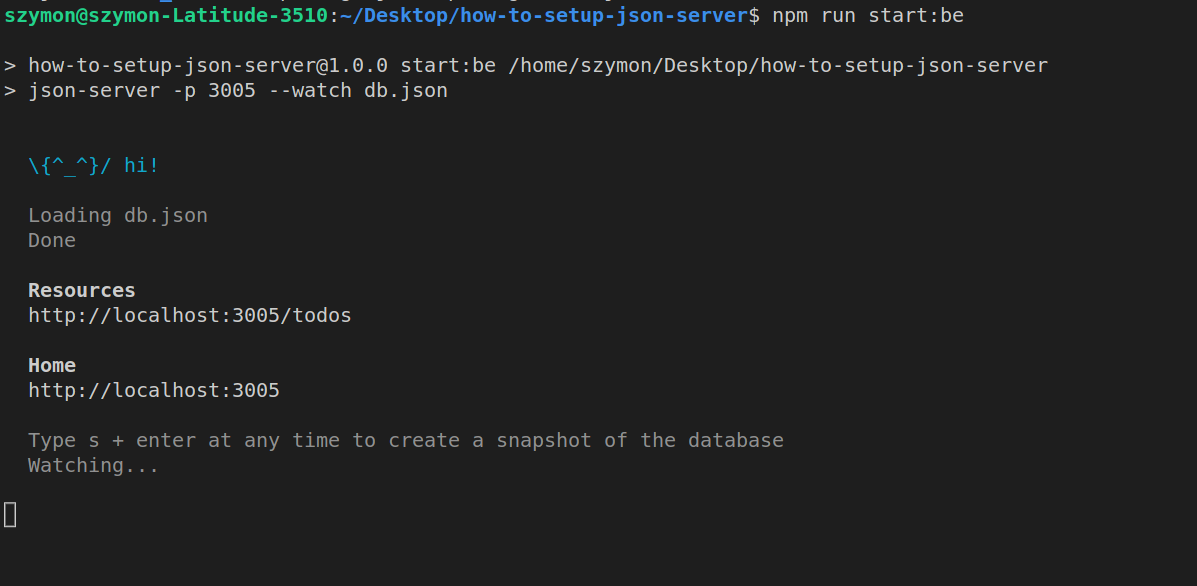 szymon@szymon-Latitude-3510:~/Desktop/how-to-setup-json-server$ npm run start:be
> how-to-setup-json-server@1.0.0 start:be /home/szymon/Desktop/how-to-setup-json-server
> json-server -p 3005 --watch db.json
\{^_^}/ hi!
Loading db.json
Done
Resources
http://localhost:3005/todos
Home
http://localhost:3005
Type s + enter at any time to create a snapshot of the database
Watching...